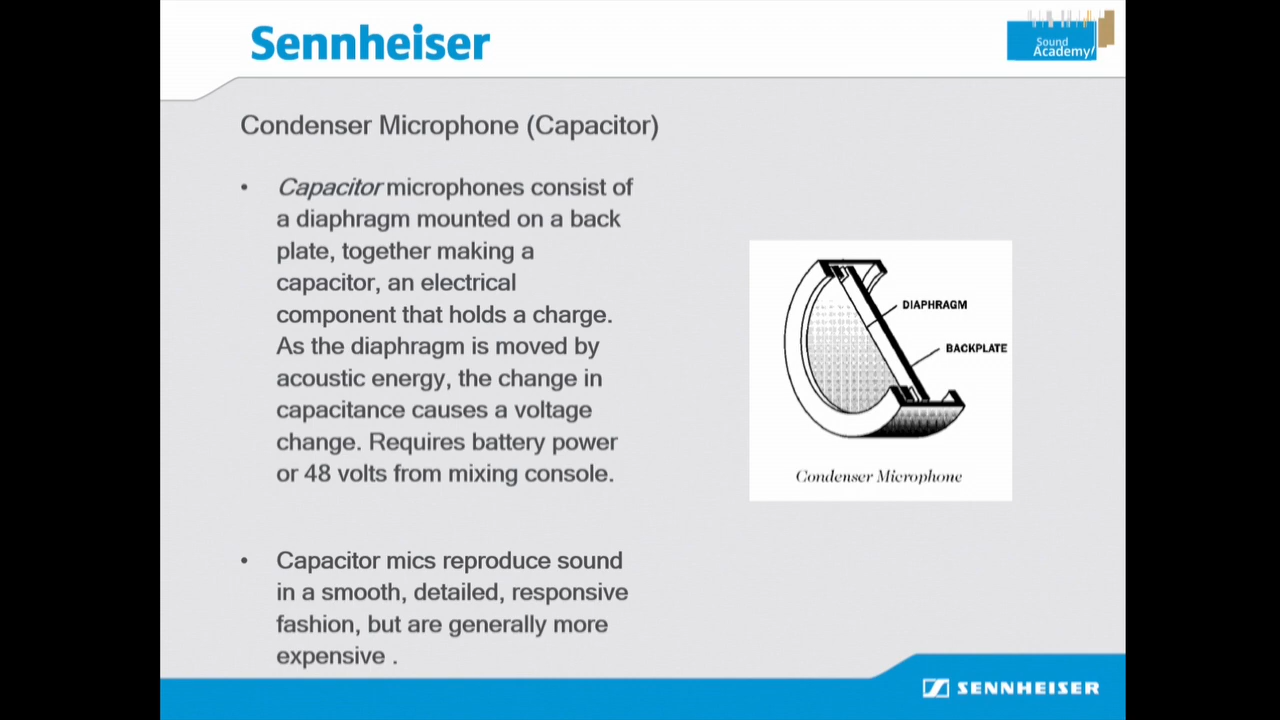 Sennheiser
Sound
Academy/
Condenser Microphone (Capacitor)
• Capacitor microphones consist of
a diaphragm mounted on a back
plate, together making a
capacitor, an electrical
component that holds a charge.
As the diaphragm is moved by
acoustic energy, the change in
capacitance causes a voltage
change. Requires battery power
or 48 volts from mixing console.
• Capacitor mics reproduce sound
in a smooth, detailed, responsive
fashion, but are generally more
expensive .
DIAPHRAGM
BACKPLATE
Condenser Microphone
SENNHEISER